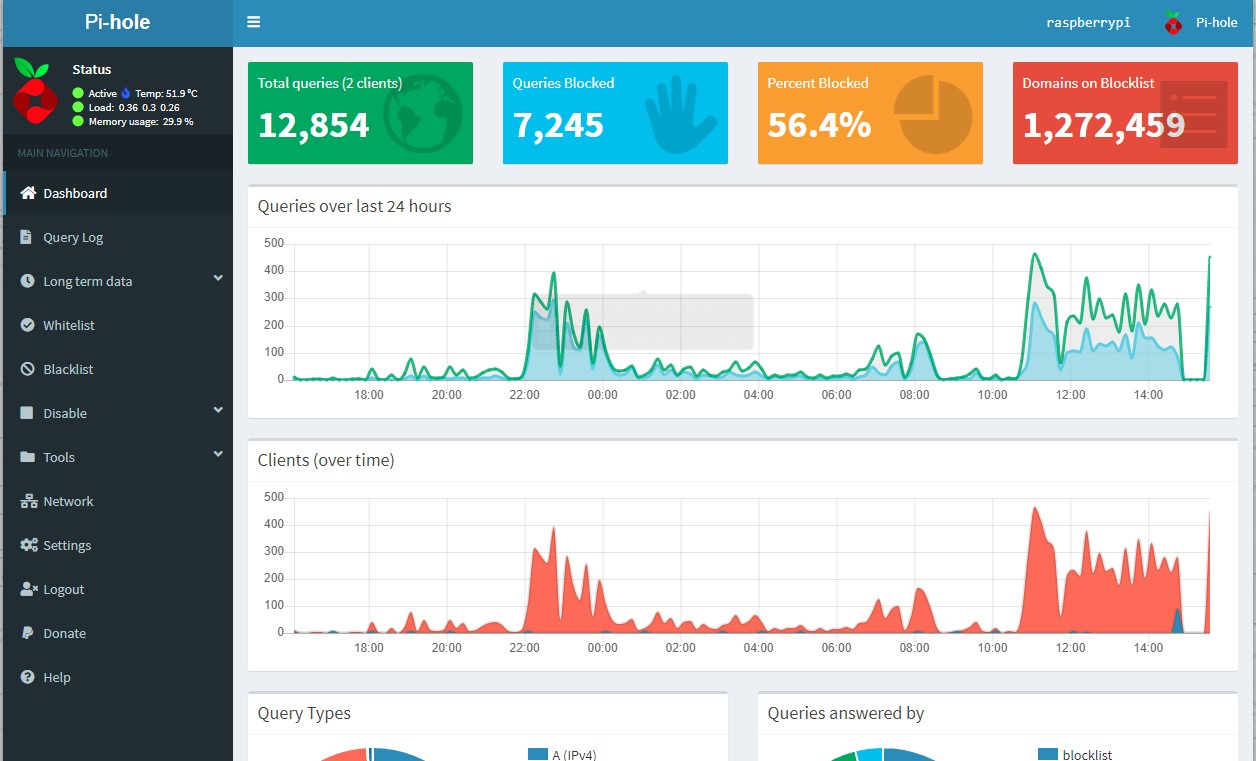 Pi-hole
raspberrypi
Pi-hole
Status
Active Temp: 51.9 °C
Load: 0.36 0.3 0.26
Memory usage: 29.9 %
MAIN NAVIGATION
Dashboard
Query Log
Long term data
Whitelist
Blacklist
Disable
Tools
Network
Settings
Logout
Donate
Help
Total queries (2 clients)
12,854
Queries Blocked
7,245
Percent Blocked
56.4%
Domains on Blocklist
1,272,459
Queries over last 24 hours
500
400
300
200
100
0
18:00 20:00 22:00 00:00 02:00 04:00 06:00 08:00 10:00 12:00 14:00
Clients (over time)
500
400
300
200
100
0
18:00 20:00 22:00 00:00 02:00 04:00 06:00 08:00 10:00 12:00 14:00
Query Types
A (IPv4)
Queries answered by
blocklist